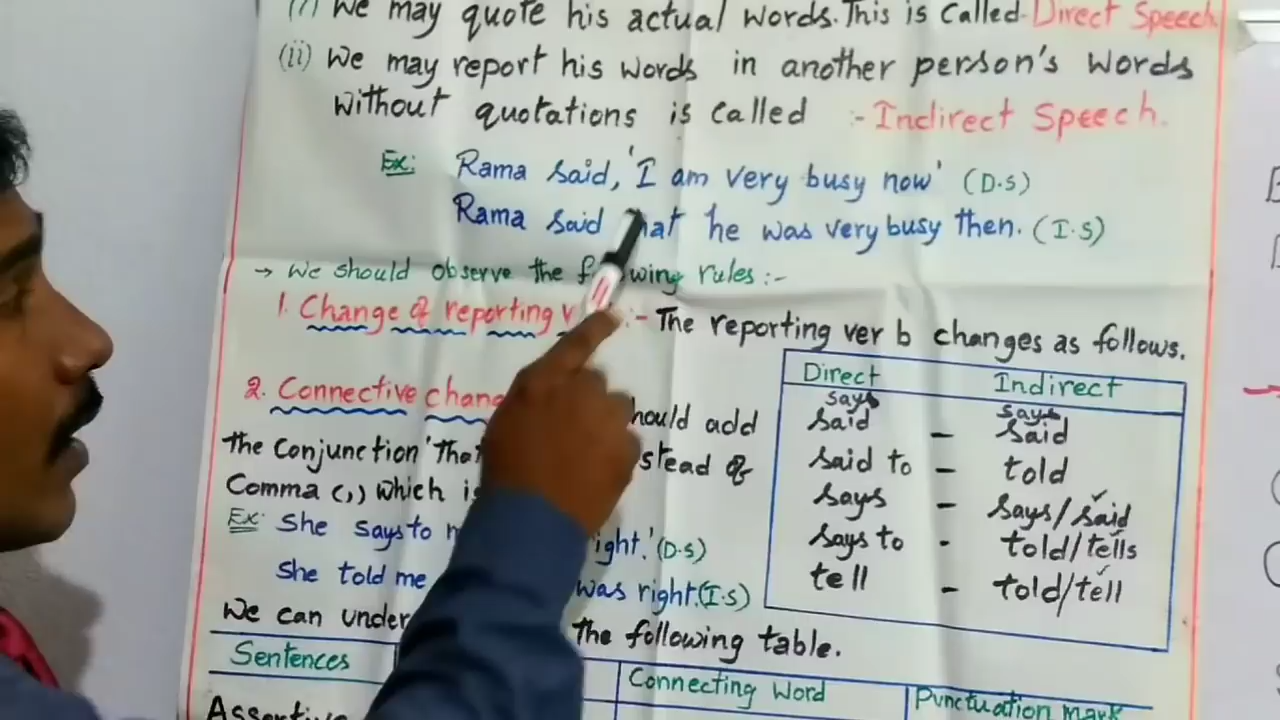 (i) We may quote his actual words. This is called Direct Speech
(ii) We may report his words in another person's words
without quotations is called :- Indirect Speech.
Ex: Rama said, 'I am very busy now' (D.S)
Rama said that he was very busy then. (I.S)
→ We should observe the following rules:-
1. Change of reporting :- The reporting ver b changes as follows.
Direct Indirect
says says
said - said
said to - told
says - says/said
says to - told/tells
tell - told/tell
2. Connective hould add
the Conjunction 'That stead of
Comma (,) which
Ex: She says to right.' (D.S)
She told me was right. (I.S)
We can the following table.
Sentences Connecting Word Punctuation mark